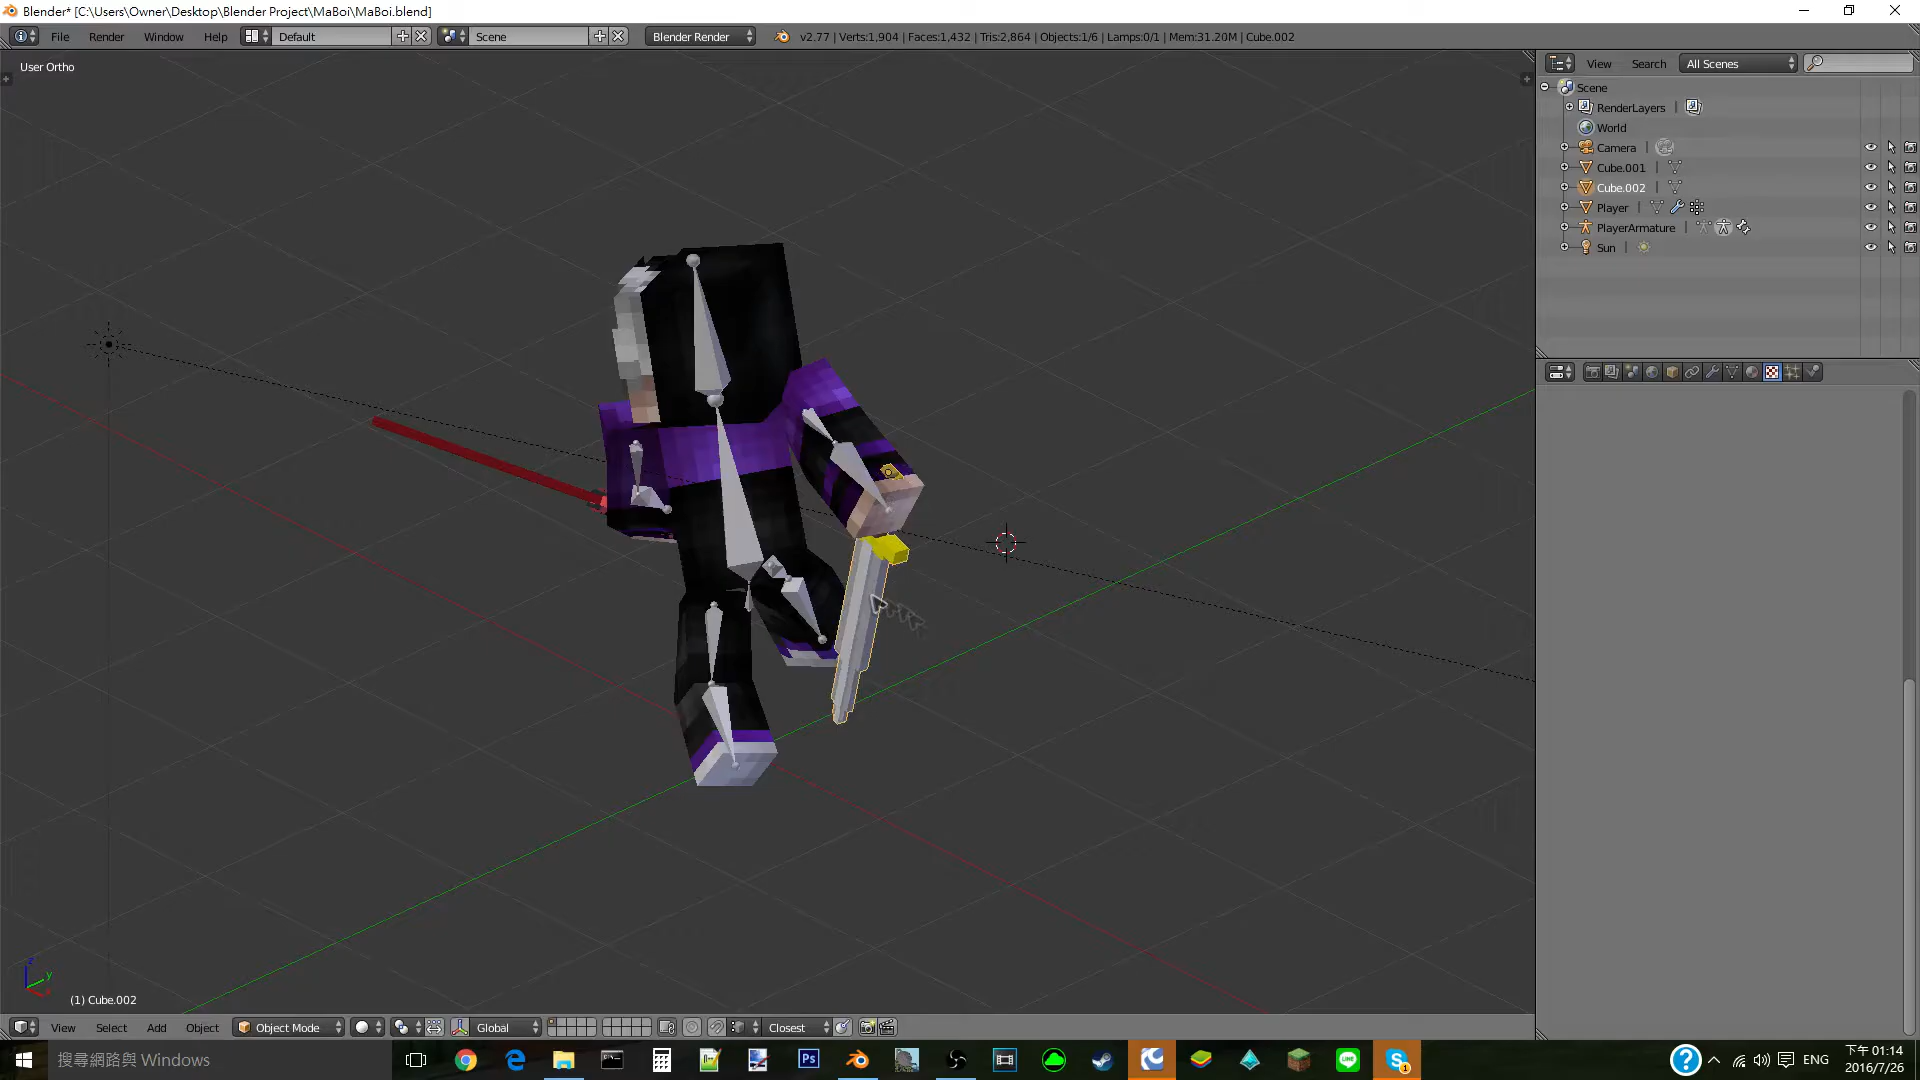 Blender* [C:\Users\Owner\Desktop\Blender Project\MaBoi\MaBoi.blend]
File Render Window Help Default Scene Blender Render v2.77 | Verts:1,904 | Faces:1,432 | Tris:2,864 | Objects:1/6 | Lamps:0/1 | Mem:31.20M | Cube.002
User Ortho
View Search All Scenes
Scene
RenderLayers
World
Camera
Cube.001
Cube.002
Player
PlayerArmature
Sun
z
y
x
(1) Cube.002
View Select Add Object Object Mode Global Closest
搜尋網路與 Windows
Ps
LINE
1
ENG
下午 01:14
2016/7/26